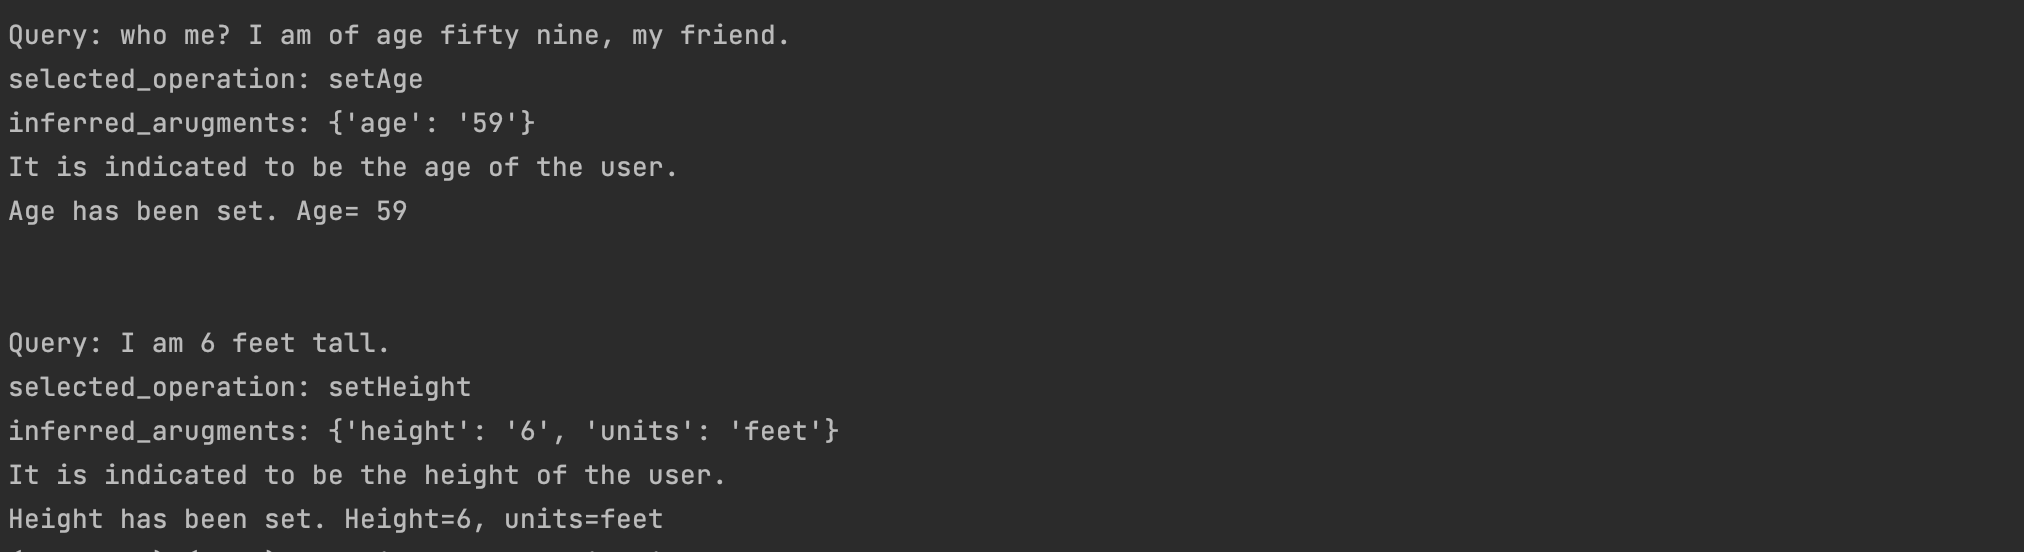 Query: who me? I am of age fifty nine, my friend.
selected_operation: setAge
inferred_arugments: {'age': '59'}
It is indicated to be the age of the user.
Age has been set. Age= 59
Query: I am 6 feet tall.
selected_operation: setHeight
inferred_arugments: {'height': '6', 'units': 'feet'}
It is indicated to be the height of the user.
Height has been set. Height=6, units=feet